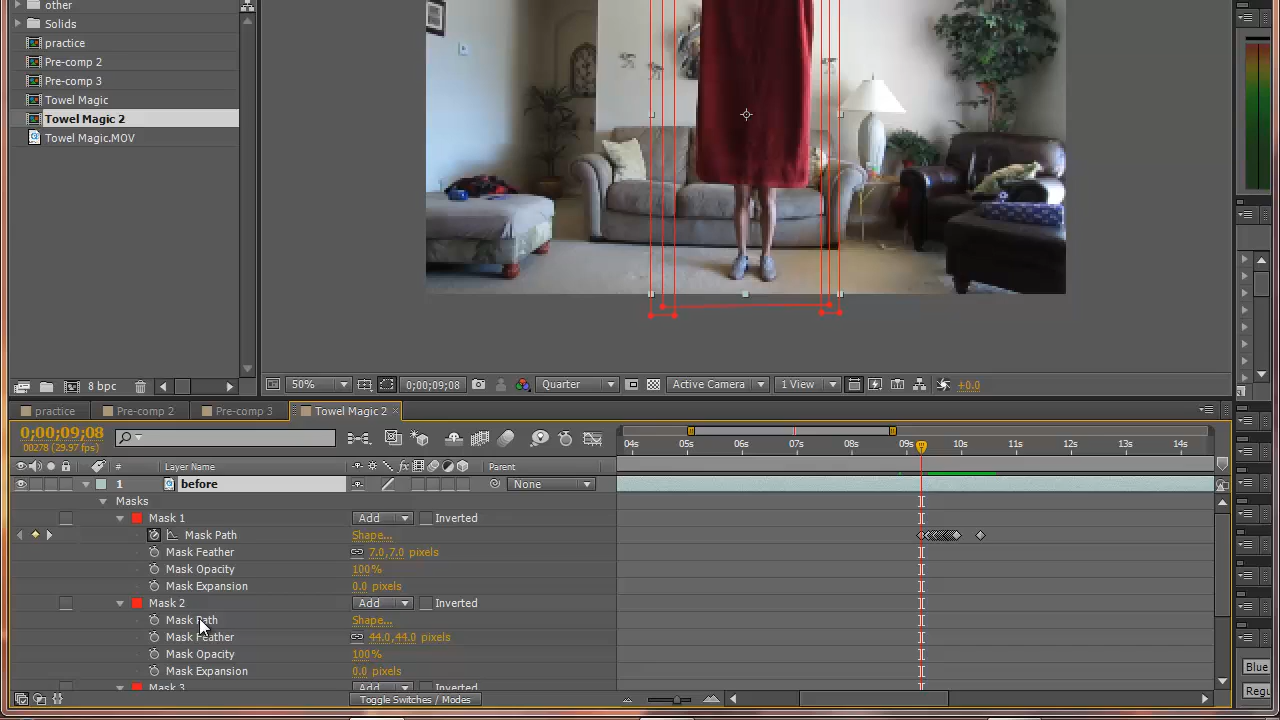 other
Solids
practice
Pre-comp 2
Pre-comp 3
Towel Magic
Towel Magic 2
Towel Magic.MOV
8 bpc
50% 0;00;09;08 Quarter Active Camera 1 View +0.0
practice Pre-comp 2 Pre-comp 3 Towel Magic 2 ×
0;00;09;08
00278 (29.97 fps)
04s 05s 06s 07s 08s 09s 10s 11s 12s 13s 14s
# Layer Name fx Parent
1 before None
Masks
Mask 1 Add Inverted
Mask Path Shape...
Mask Feather 7.0,7.0 pixels
Mask Opacity 100%
Mask Expansion 0.0 pixels
Mask 2 Add Inverted
Mask Path Shape...
Mask Feather 44.0,44.0 pixels
Mask Opacity 100%
Mask Expansion 0.0 pixels
Mask 3 Add Inverted
Toggle Switches / Modes
Blue
Regu